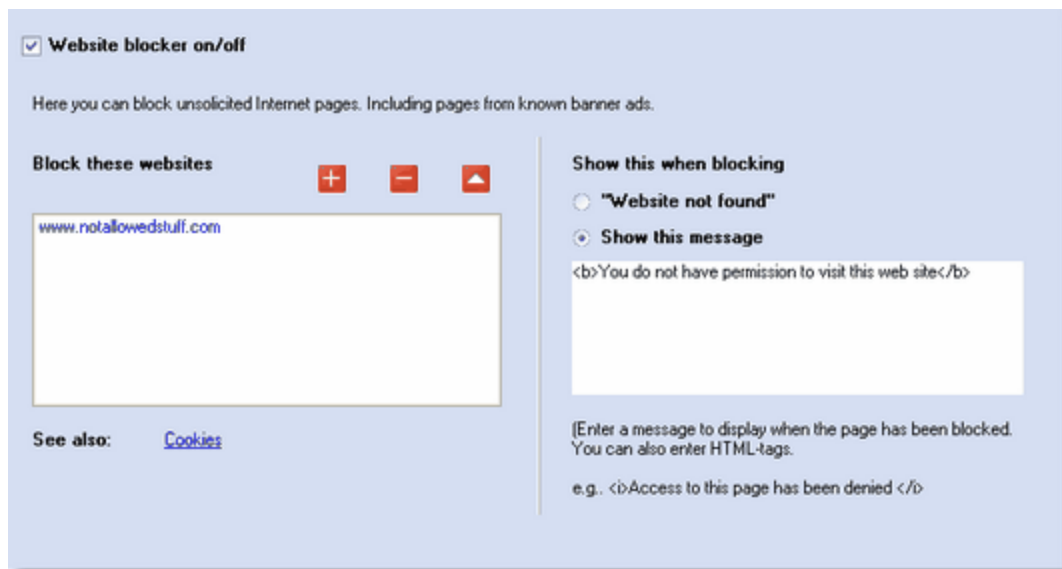 Website blocker on/off
Here you can block unsolicited Internet pages. Including pages from known banner ads.
Block these websites
www.notallowedstuff.com
See also: Cookies
Show this when blocking
"Website not found"
Show this message
<b>You do not have permission to visit this web site</b>
(Enter a message to display when the page has been blocked.
You can also enter HTML-tags.
e.g.. <i>Access to this page has been denied </i>